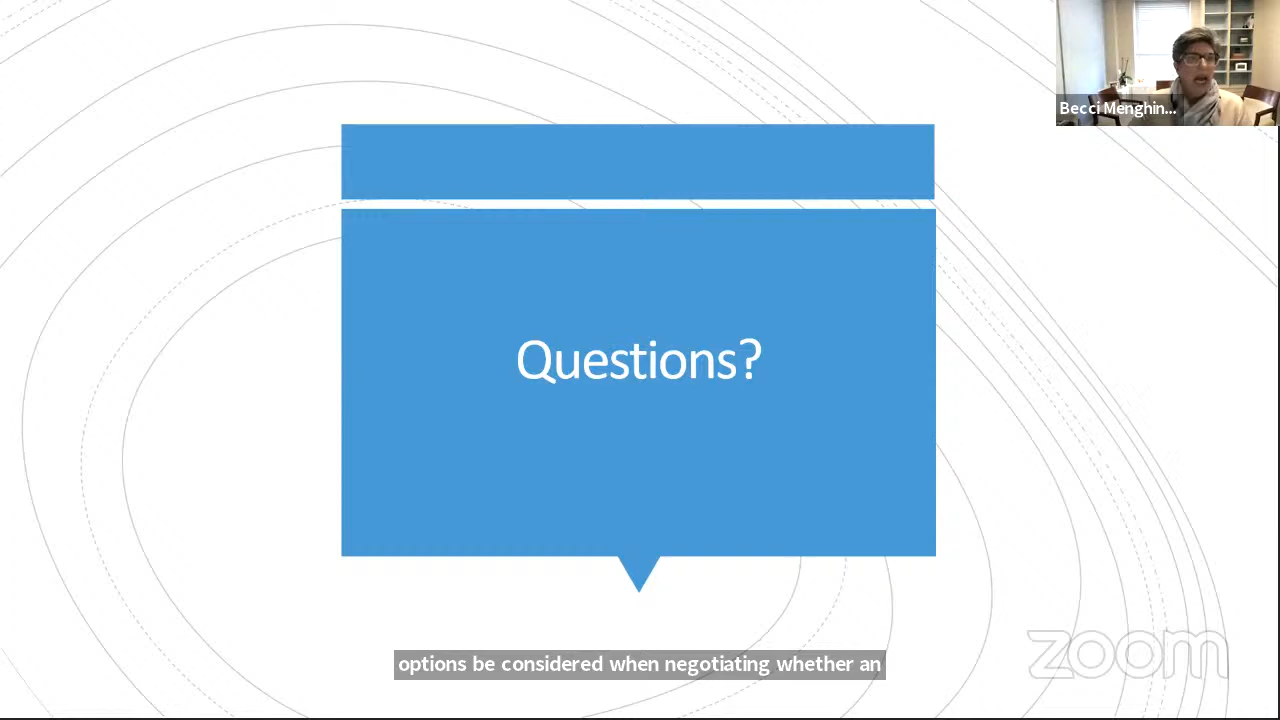 Becci Menghin...
Questions?
options be considered when negotiating whether an
zoom